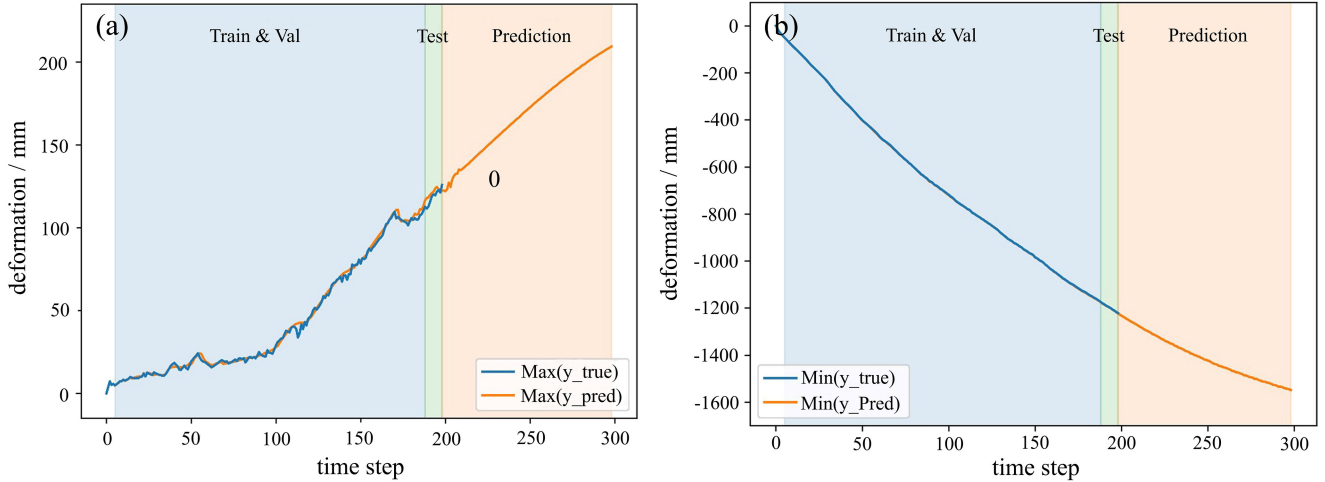 (a)
Train & Val
Test
Prediction
200
150
100
50
0
0
deformation / mm
Max(y_true)
Max(y_pred)
0 50 100 150 200 250 300
time step
(b)
Train & Val
Test
Prediction
0
-200
-400
-600
-800
-1000
-1200
-1400
-1600
deformation / mm
Min(y_true)
Min(y_Pred)
0 50 100 150 200 250 300
time step